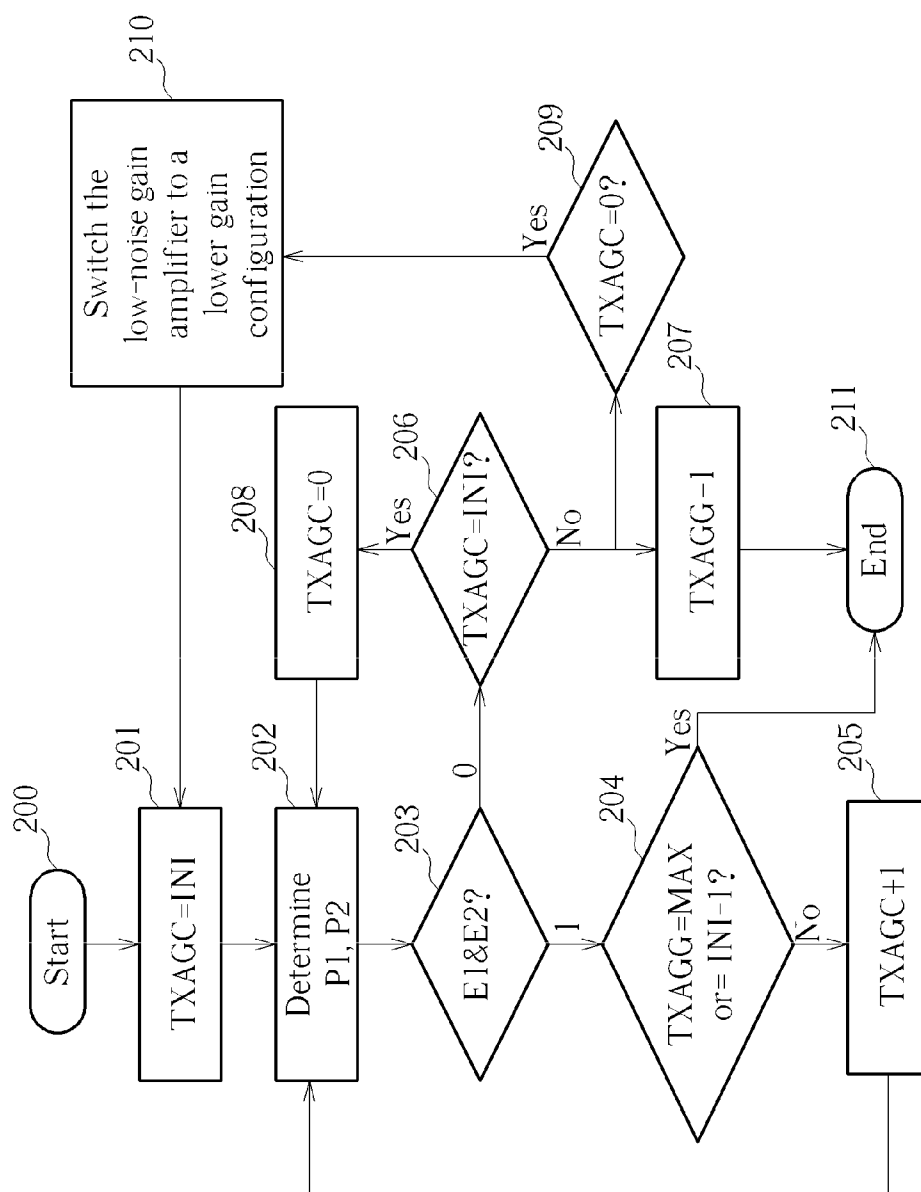 Start
200
TXAGC=INI
201
Determine
P1, P2
202
E1&E2?
203
0
1
TXAGG=MAX
or= INI-1?
204
Yes
No
TXAGC+1
205
TXAGC=INI?
206
Yes
No
TXAGG-1
207
TXAGC=0
208
TXAGC=0?
209
Yes
Switch the
low-noise gain
amplifier to a
lower gain
configuration
210
End
211